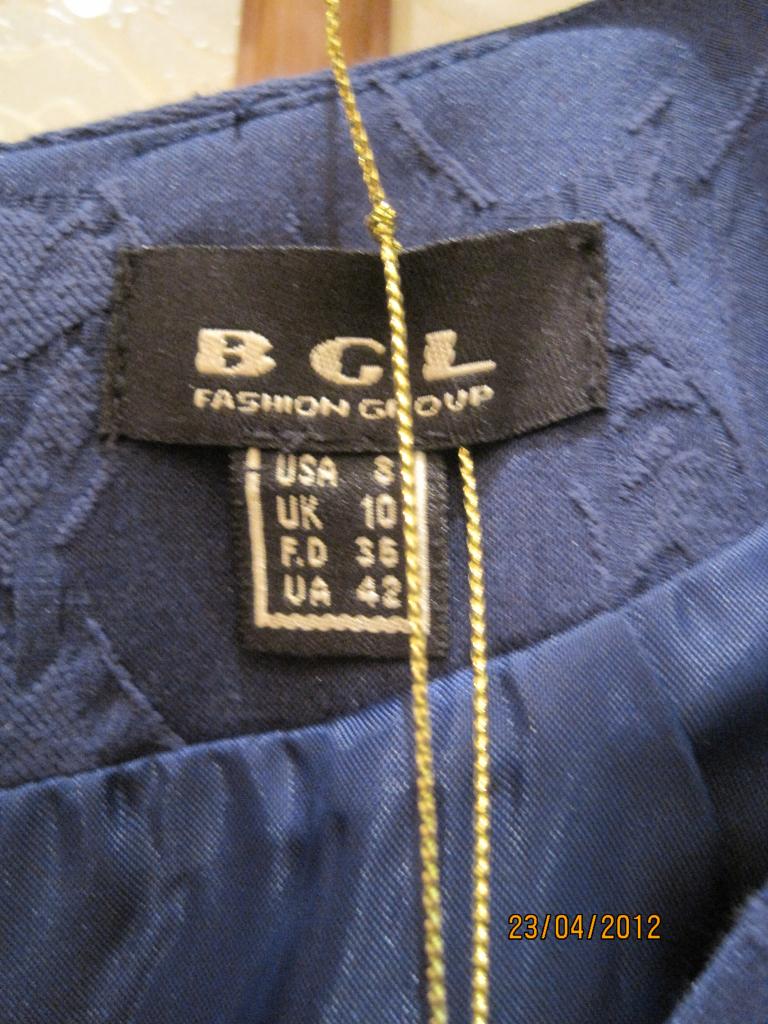 BGL
FASHION GROUP
USA
UK 10
F.D 36
UA 42
23/04/2012